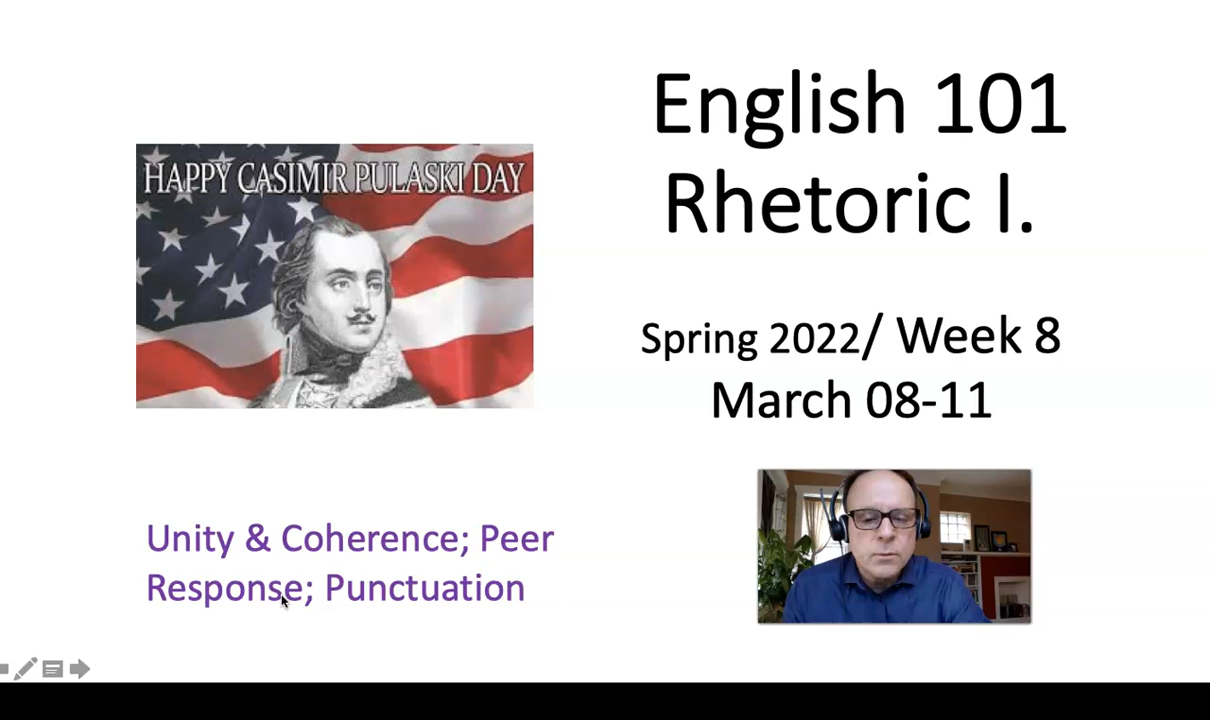 HAPPY CASIMIR PULASKI DAY
English 101
Rhetoric I.
Spring 2022/ Week 8
March 08-11
Unity & Coherence; Peer
Response; Punctuation